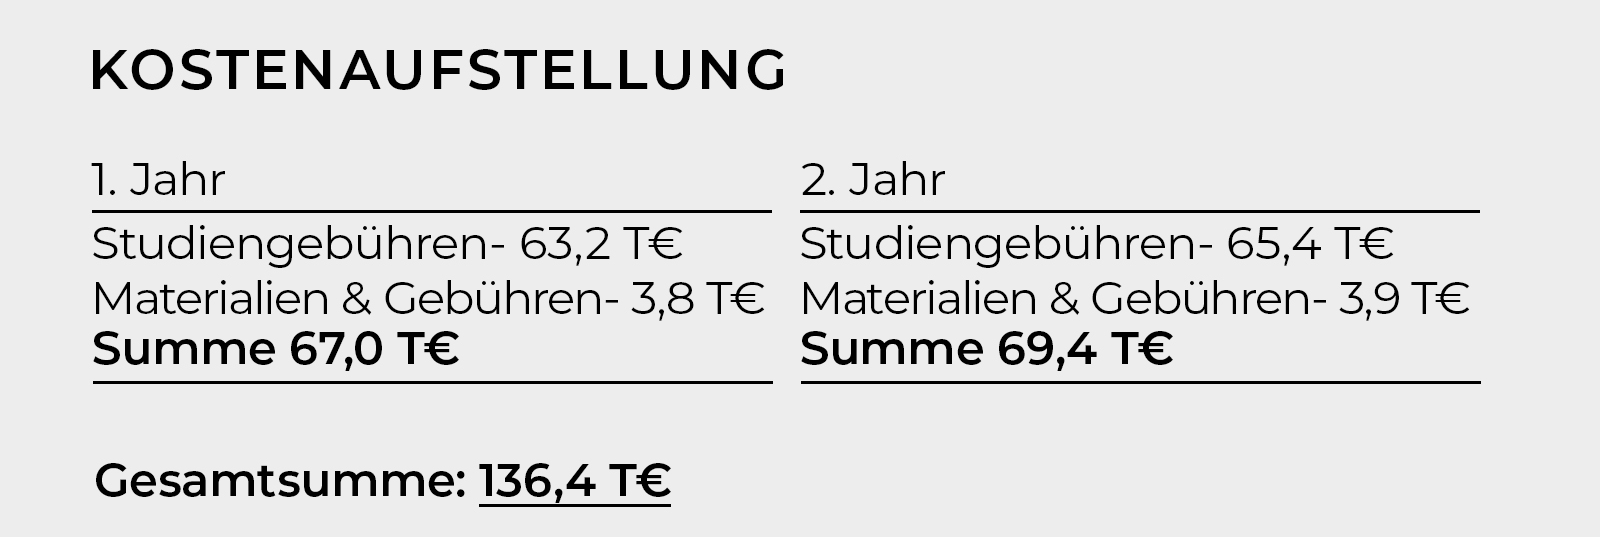 KOSTENAUFSTELLUNG
1. Jahr
Studiengebühren- 63,2 T€
Materialien & Gebühren- 3,8 T€
Summe 67,0 T€
2. Jahr
Studiengebühren- 65,4 T€
Materialien & Gebühren- 3,9 T€
Summe 69,4 T€
Gesamtsumme: 136,4 T€